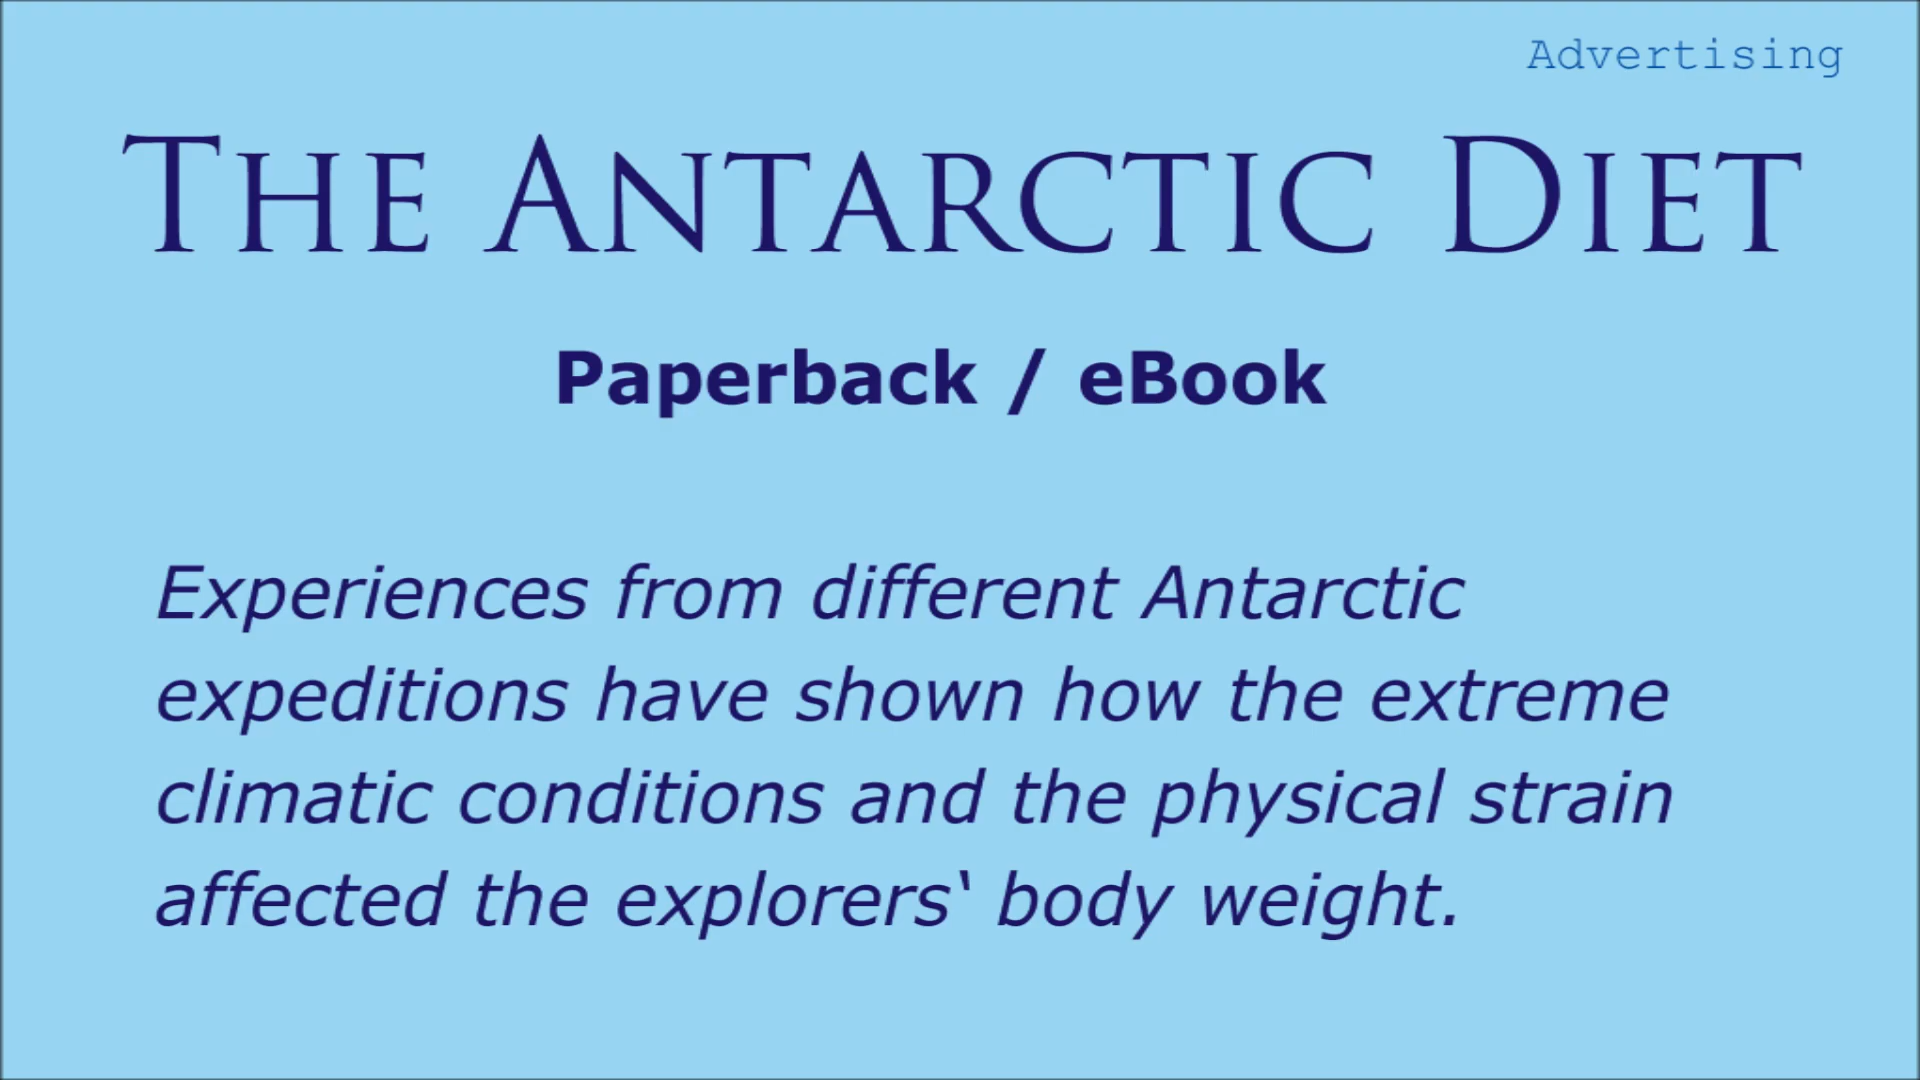 Advertising
THE ANTARCTIC DIET
Paperback / eBook
Experiences from different Antarctic
expeditions have shown how the extreme
climatic conditions and the physical strain
affected the explorers‛ body weight.